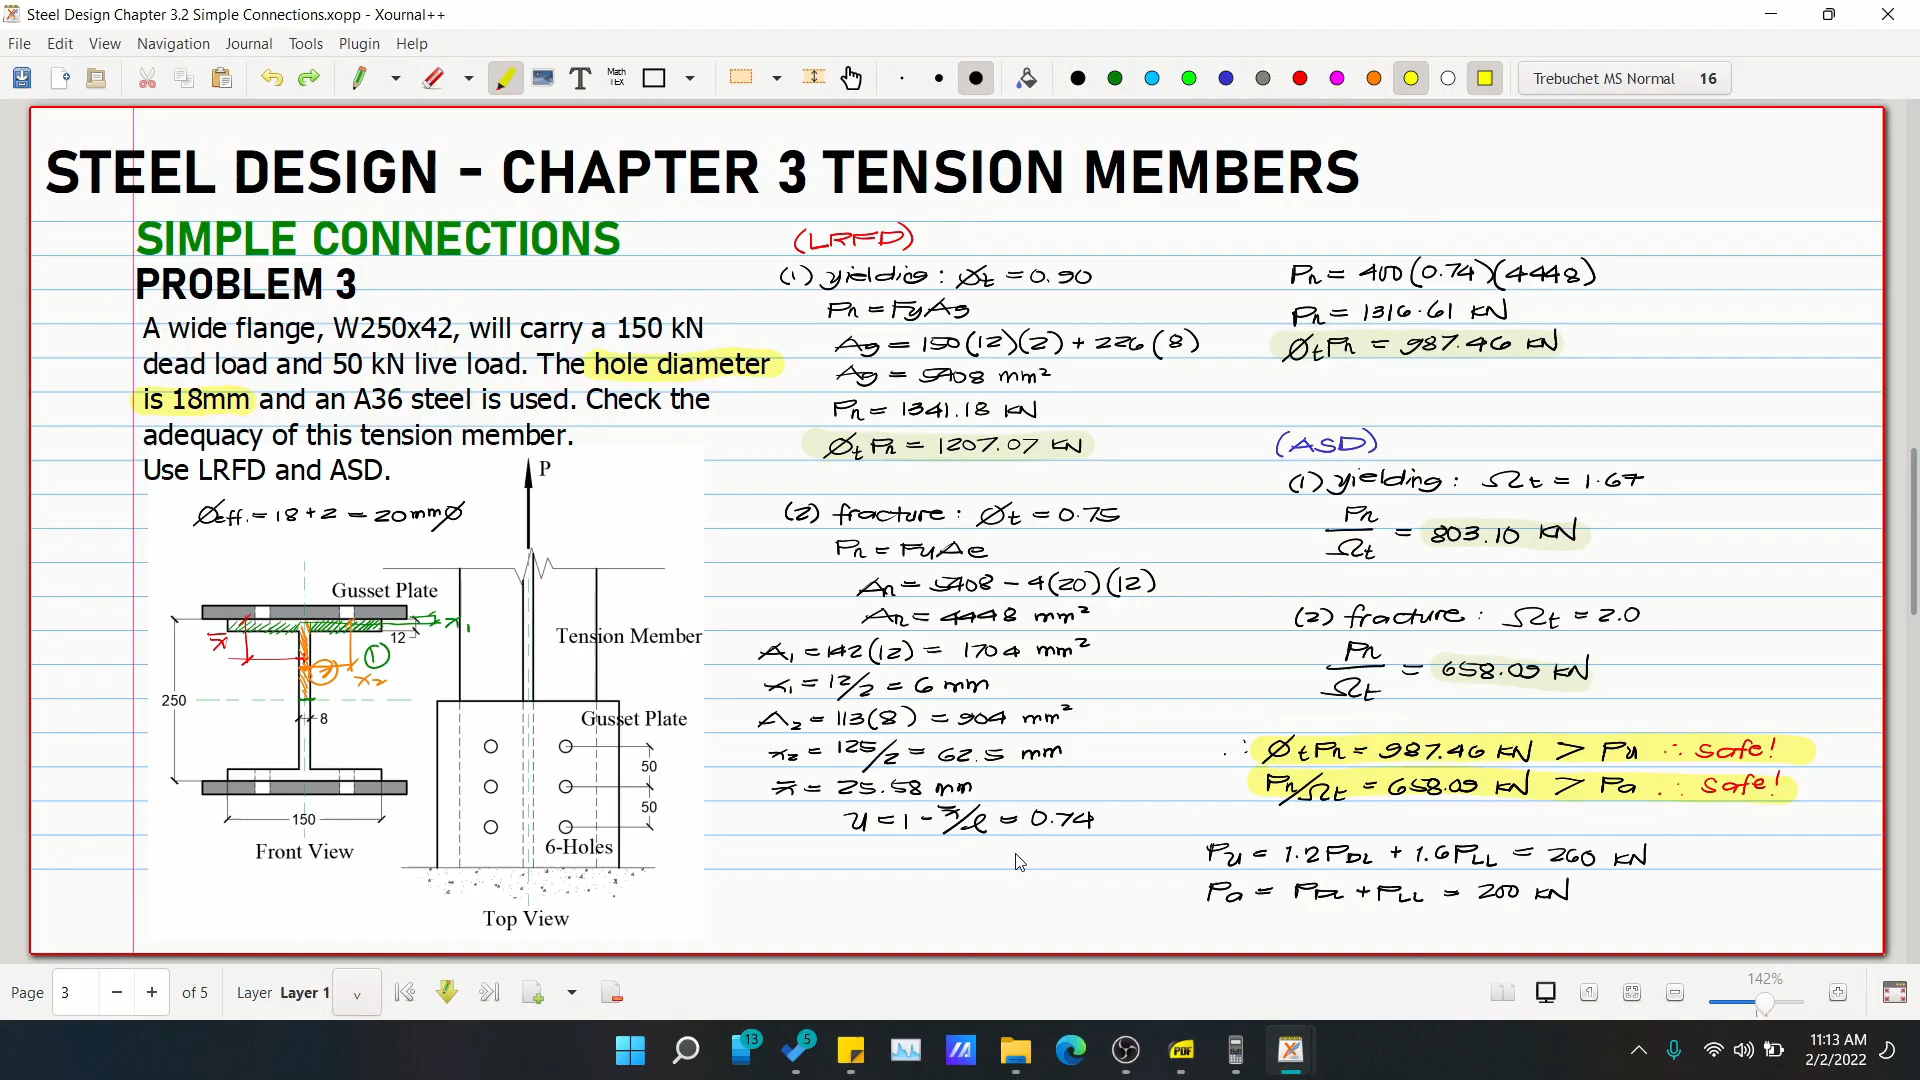 Steel Design Chapter 3.2 Simple Connections.xopp - Xournal++
File Edit View Navigation Journal Tools Plugin Help
Math TEX
Trebuchet MS Normal 16
STEEL DESIGN - CHAPTER 3 TENSION MEMBERS
SIMPLE CONNECTIONS
PROBLEM 3
A wide flange, W250x42, will carry a 150 kN
dead load and 50 kN live load. The hole diameter
is 18mm and an A36 steel is used. Check the
adequacy of this tension member.
Use LRFD and ASD.
Øeff. = 18 + 2 = 20mmØ
P
Gusset Plate
x̄
x₁
12
①
②
x₂
250
8
150
Front View
Tension Member
Gusset Plate
50
50
6-Holes
Top View
(LRFD)
(1) yielding : Øt = 0.90
Pn = FyAg
Ag = 150(12)(2) + 226(8)
Ag = 5408 mm²
Pn = 1341.18 kN
ØtPn = 1207.07 kN
(2) fracture : Øt = 0.75
Pn = FuAe
An = 5408 - 4(20)(12)
An = 4448 mm²
A₁ = 142(12) = 1704 mm²
x₁ = 12/2 = 6 mm
A₂ = 113(8) = 904 mm²
x₂ = 125/2 = 62.5 mm
x̄ = 25.58 mm
U = 1 - x̄/l = 0.74
Pn = 400(0.74)(4448)
Pn = 1316.61 kN
ØtPn = 987.46 kN
(ASD)
(1) yielding : Ωt = 1.67
Pn/Ωt = 803.10 kN
(2) fracture : Ωt = 2.0
Pn/Ωt = 658.09 kN
∴ ØtPn = 987.46 kN > Pu ∴ safe!
Pn/Ωt = 658.09 kN > Pa ∴ safe!
Pu = 1.2PDL + 1.6PLL = 260 kN
Pa = PDL + PLL = 200 kN
Page 3 of 5 Layer Layer 1 142%
13
5
PDF
11:13 AM
2/2/2022